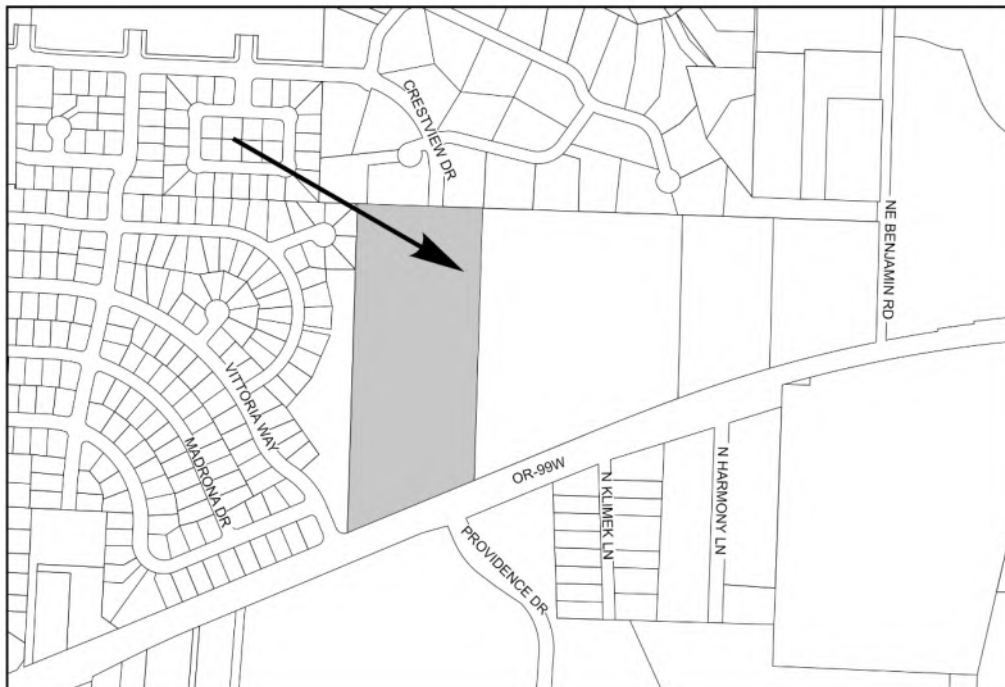 CRESTVIEW DR
NE BENJAMIN RD
VITTORIA WAY
MADRONA DR
OR-99W
N KLIMEK LN
N HARMONY LN
PROVIDENCE DR